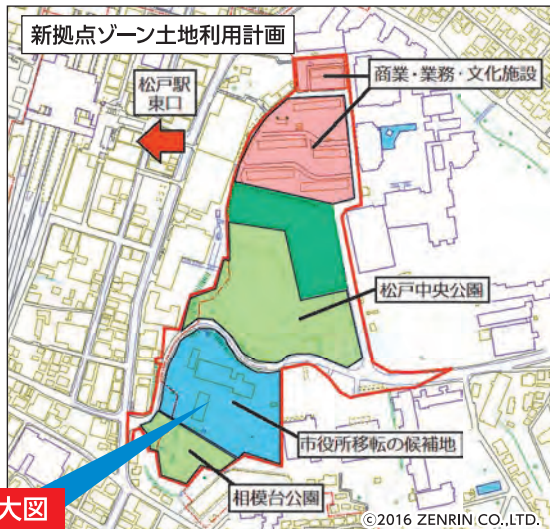 新拠点ゾーン土地利用計画
商業・業務・文化施設
松戸駅
東口
松戸中央公園
市役所移転の候補地
相模台公園
大図
©2016 ZENRIN CO., LTD.